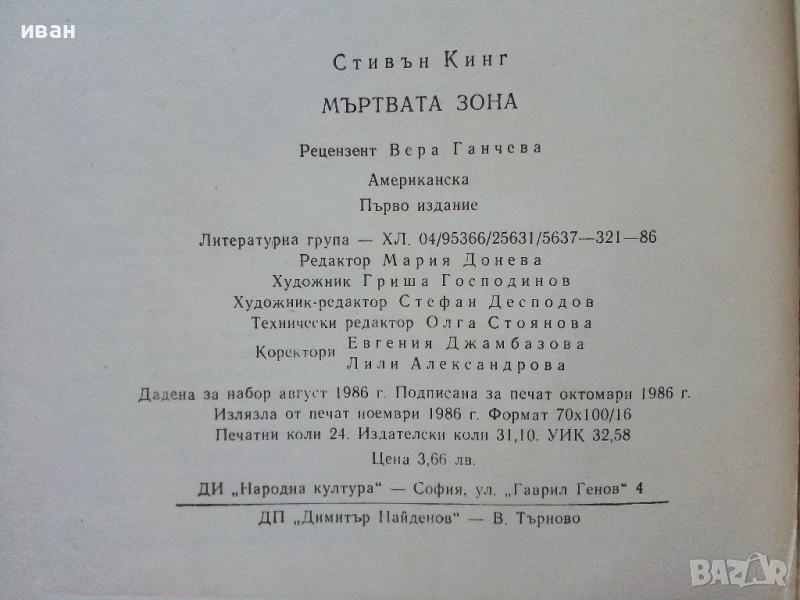 иван
Стивън Кинг
МЪРТВАТА ЗОНА
Рецензент Вера Ганчева
Американска
Първо издание
Литературна група — ХЛ. 04/95366/25631/5637—321—86
Редактор Мария Донева
Художник Гриша Господинов
Художник-редактор Стефан Десподов
Технически редактор Олга Стоянова
Коректори Евгения Джамбазова
Лили Александрова
Дадена за набор август 1986 г. Подписана за печат октомври 1986 г.
Излязла от печат ноември 1986 г. Формат 70х100/16
Печатни коли 24. Издателски коли 31,10. УИК 32,58
Цена 3,66 лв.
ДИ „Народна култура“ — София, ул. „Гаврил Генов“ 4
ДП „Димитър Найденов“ — В. Търново
BAZAR